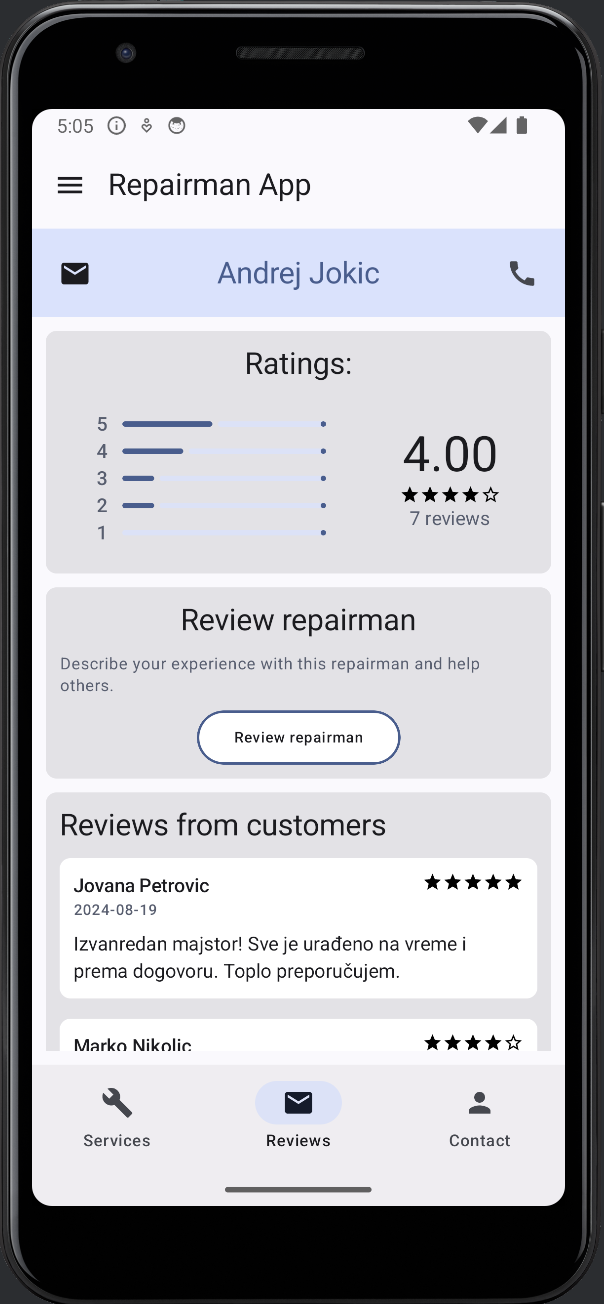 5:05
Repairman App
Andrej Jokic
Ratings:
5
4
3
2
1
4.00
7 reviews
Review repairman
Describe your experience with this repairman and help
others.
Review repairman
Reviews from customers
Jovana Petrovic
2024-08-19
Izvanredan majstor! Sve je urađeno na vreme i
prema dogovoru. Toplo preporučujem.
Marko Nikolic
Services
Reviews
Contact